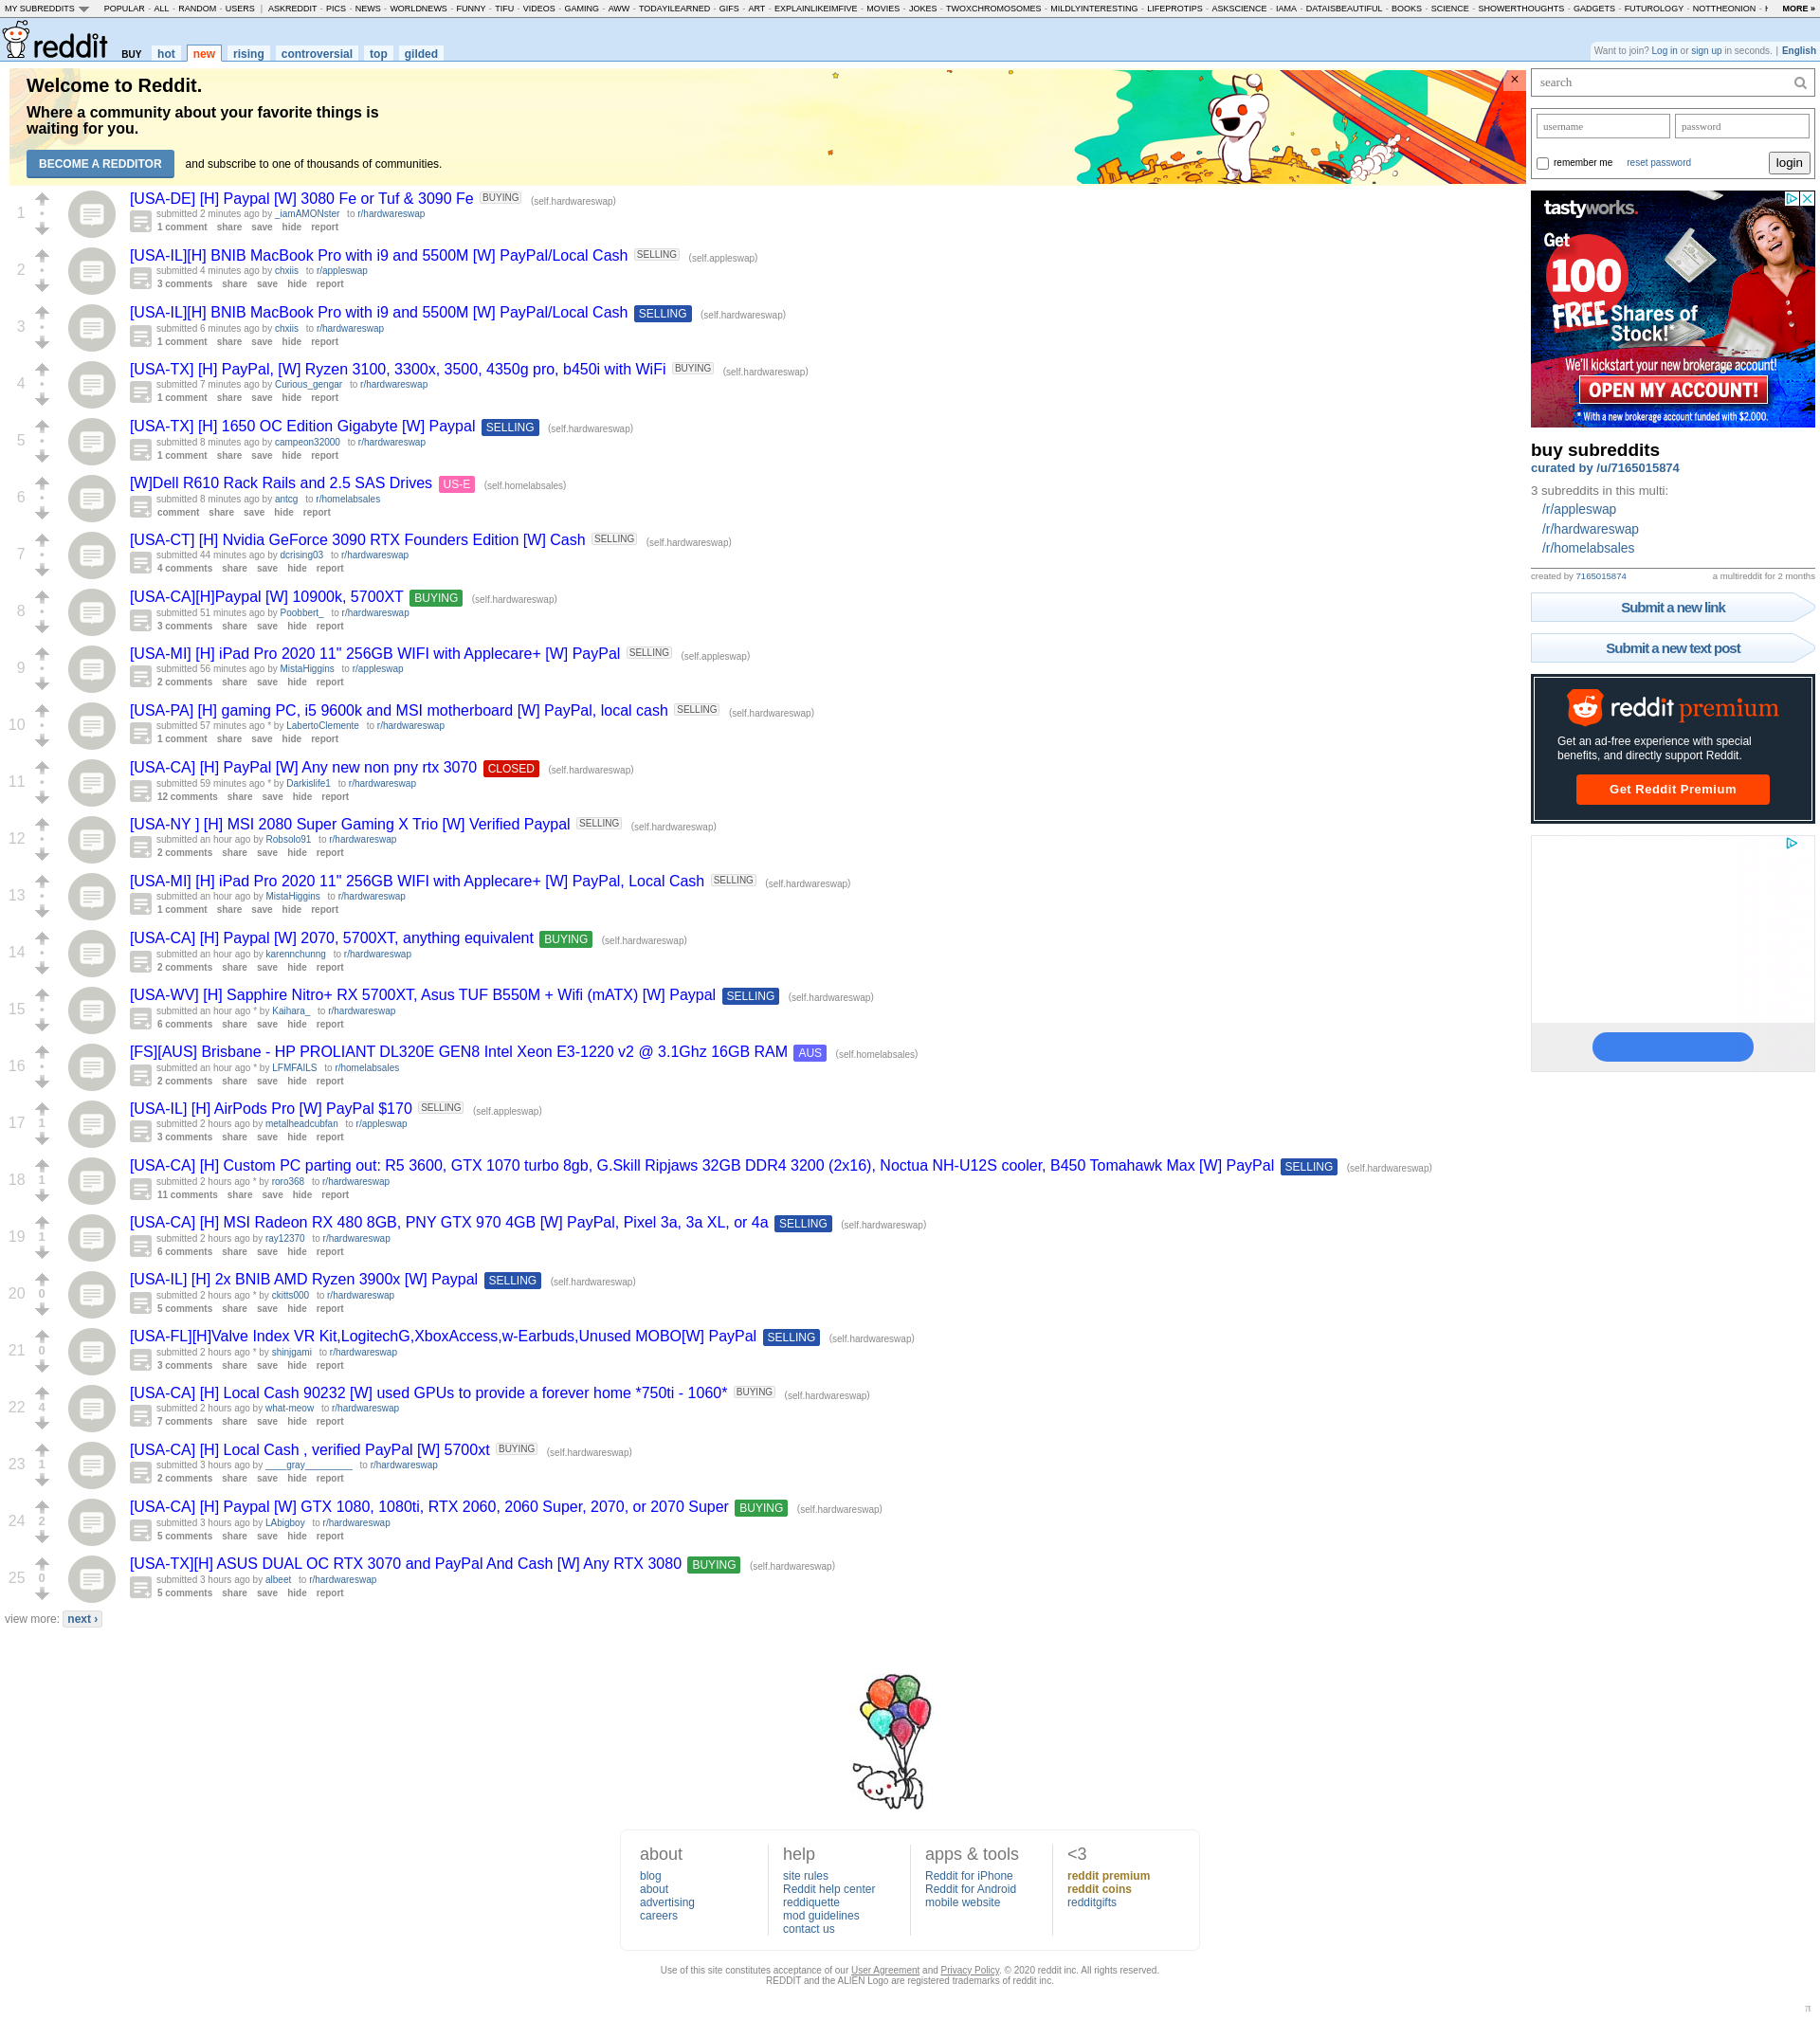 MY SUBREDDITS POPULAR - ALL - RANDOM - USERS | ASKREDDIT - PICS - NEWS - WORLDNEWS - FUNNY - TIFU - VIDEOS - GAMING - AWW - TODAYILEARNED - GIFS - ART - EXPLAINLIKEIMFIVE - MOVIES - JOKES - TWOXCHROMOSOMES - MILDLYINTERESTING - LIFEPROTIPS - ASKSCIENCE - IAMA - DATAISBEAUTIFUL - BOOKS - SCIENCE - SHOWERTHOUGHTS - GADGETS - FUTUROLOGY - NOTTHEONION - MORE »
reddit BUY hot new rising controversial top gilded
Want to join? Log in or sign up in seconds. | English
Welcome to Reddit.
Where a community about your favorite things is
waiting for you.
BECOME A REDDITOR and subscribe to one of thousands of communities.
×
1
[USA-DE] [H] Paypal [W] 3080 Fe or Tuf & 3090 Fe BUYING (self.hardwareswap)
submitted 2 minutes ago by _iamAMONster to r/hardwareswap
1 comment share save hide report
2
[USA-IL][H] BNIB MacBook Pro with i9 and 5500M [W] PayPal/Local Cash SELLING (self.appleswap)
submitted 4 minutes ago by chxiis to r/appleswap
3 comments share save hide report
3
[USA-IL][H] BNIB MacBook Pro with i9 and 5500M [W] PayPal/Local Cash SELLING (self.hardwareswap)
submitted 6 minutes ago by chxiis to r/hardwareswap
1 comment share save hide report
4
[USA-TX] [H] PayPal, [W] Ryzen 3100, 3300x, 3500, 4350g pro, b450i with WiFi BUYING (self.hardwareswap)
submitted 7 minutes ago by Curious_gengar to r/hardwareswap
1 comment share save hide report
5
[USA-TX] [H] 1650 OC Edition Gigabyte [W] Paypal SELLING (self.hardwareswap)
submitted 8 minutes ago by campeon32000 to r/hardwareswap
1 comment share save hide report
6
[W]Dell R610 Rack Rails and 2.5 SAS Drives US-E (self.homelabsales)
submitted 8 minutes ago by antcg to r/homelabsales
comment share save hide report
7
[USA-CT] [H] Nvidia GeForce 3090 RTX Founders Edition [W] Cash SELLING (self.hardwareswap)
submitted 44 minutes ago by dcrising03 to r/hardwareswap
4 comments share save hide report
8
[USA-CA][H]Paypal [W] 10900k, 5700XT BUYING (self.hardwareswap)
submitted 51 minutes ago by Poobbert_ to r/hardwareswap
3 comments share save hide report
9
[USA-MI] [H] iPad Pro 2020 11" 256GB WIFI with Applecare+ [W] PayPal SELLING (self.appleswap)
submitted 56 minutes ago by MistaHiggins to r/appleswap
2 comments share save hide report
10
[USA-PA] [H] gaming PC, i5 9600k and MSI motherboard [W] PayPal, local cash SELLING (self.hardwareswap)
submitted 57 minutes ago * by LabertoClemente to r/hardwareswap
1 comment share save hide report
11
[USA-CA] [H] PayPal [W] Any new non pny rtx 3070 CLOSED (self.hardwareswap)
submitted 59 minutes ago * by Darkislife1 to r/hardwareswap
12 comments share save hide report
12
[USA-NY ] [H] MSI 2080 Super Gaming X Trio [W] Verified Paypal SELLING (self.hardwareswap)
submitted an hour ago by Robsolo91 to r/hardwareswap
2 comments share save hide report
13
[USA-MI] [H] iPad Pro 2020 11" 256GB WIFI with Applecare+ [W] PayPal, Local Cash SELLING (self.hardwareswap)
submitted an hour ago by MistaHiggins to r/hardwareswap
1 comment share save hide report
14
[USA-CA] [H] Paypal [W] 2070, 5700XT, anything equivalent BUYING (self.hardwareswap)
submitted an hour ago by karennchunng to r/hardwareswap
2 comments share save hide report
15
[USA-WV] [H] Sapphire Nitro+ RX 5700XT, Asus TUF B550M + Wifi (mATX) [W] Paypal SELLING (self.hardwareswap)
submitted an hour ago * by Kaihara_ to r/hardwareswap
6 comments share save hide report
16
[FS][AUS] Brisbane - HP PROLIANT DL320E GEN8 Intel Xeon E3-1220 v2 @ 3.1Ghz 16GB RAM AUS (self.homelabsales)
submitted an hour ago * by LFMFAILS to r/homelabsales
2 comments share save hide report
17 1
[USA-IL] [H] AirPods Pro [W] PayPal $170 SELLING (self.appleswap)
submitted 2 hours ago by metalheadcubfan to r/appleswap
3 comments share save hide report
18 1
[USA-CA] [H] Custom PC parting out: R5 3600, GTX 1070 turbo 8gb, G.Skill Ripjaws 32GB DDR4 3200 (2x16), Noctua NH-U12S cooler, B450 Tomahawk Max [W] PayPal SELLING (self.hardwareswap)
submitted 2 hours ago * by roro368 to r/hardwareswap
11 comments share save hide report
19 1
[USA-CA] [H] MSI Radeon RX 480 8GB, PNY GTX 970 4GB [W] PayPal, Pixel 3a, 3a XL, or 4a SELLING (self.hardwareswap)
submitted 2 hours ago by ray12370 to r/hardwareswap
6 comments share save hide report
20 0
[USA-IL] [H] 2x BNIB AMD Ryzen 3900x [W] Paypal SELLING (self.hardwareswap)
submitted 2 hours ago * by ckitts000 to r/hardwareswap
5 comments share save hide report
21 0
[USA-FL][H]Valve Index VR Kit,LogitechG,XboxAccess,w-Earbuds,Unused MOBO[W] PayPal SELLING (self.hardwareswap)
submitted 2 hours ago * by shinjgami to r/hardwareswap
3 comments share save hide report
22 4
[USA-CA] [H] Local Cash 90232 [W] used GPUs to provide a forever home *750ti - 1060* BUYING (self.hardwareswap)
submitted 2 hours ago by what-meow to r/hardwareswap
7 comments share save hide report
23 1
[USA-CA] [H] Local Cash , verified PayPal [W] 5700xt BUYING (self.hardwareswap)
submitted 3 hours ago by ____gray_________ to r/hardwareswap
2 comments share save hide report
24 2
[USA-CA] [H] Paypal [W] GTX 1080, 1080ti, RTX 2060, 2060 Super, 2070, or 2070 Super BUYING (self.hardwareswap)
submitted 3 hours ago by LAbigboy to r/hardwareswap
5 comments share save hide report
25 0
[USA-TX][H] ASUS DUAL OC RTX 3070 and PayPal And Cash [W] Any RTX 3080 BUYING (self.hardwareswap)
submitted 3 hours ago by albeet to r/hardwareswap
5 comments share save hide report
view more: next ›
search
username password
remember me reset password login
tastyworks.
Get
100
FREE Shares of
Stock!*
We'll kickstart your new brokerage account!
OPEN MY ACCOUNT!
* With a new brokerage account funded with $2,000.
buy subreddits
curated by /u/7165015874
3 subreddits in this multi:
/r/appleswap
/r/hardwareswap
/r/homelabsales
created by 7165015874 a multireddit for 2 months
Submit a new link
Submit a new text post
reddit premium
Get an ad-free experience with special
benefits, and directly support Reddit.
Get Reddit Premium
about
blog
about
advertising
careers
help
site rules
Reddit help center
reddiquette
mod guidelines
contact us
apps & tools
Reddit for iPhone
Reddit for Android
mobile website
<3
reddit premium
reddit coins
redditgifts
Use of this site constitutes acceptance of our User Agreement and Privacy Policy. © 2020 reddit inc. All rights reserved.
REDDIT and the ALIEN Logo are registered trademarks of reddit inc.
π